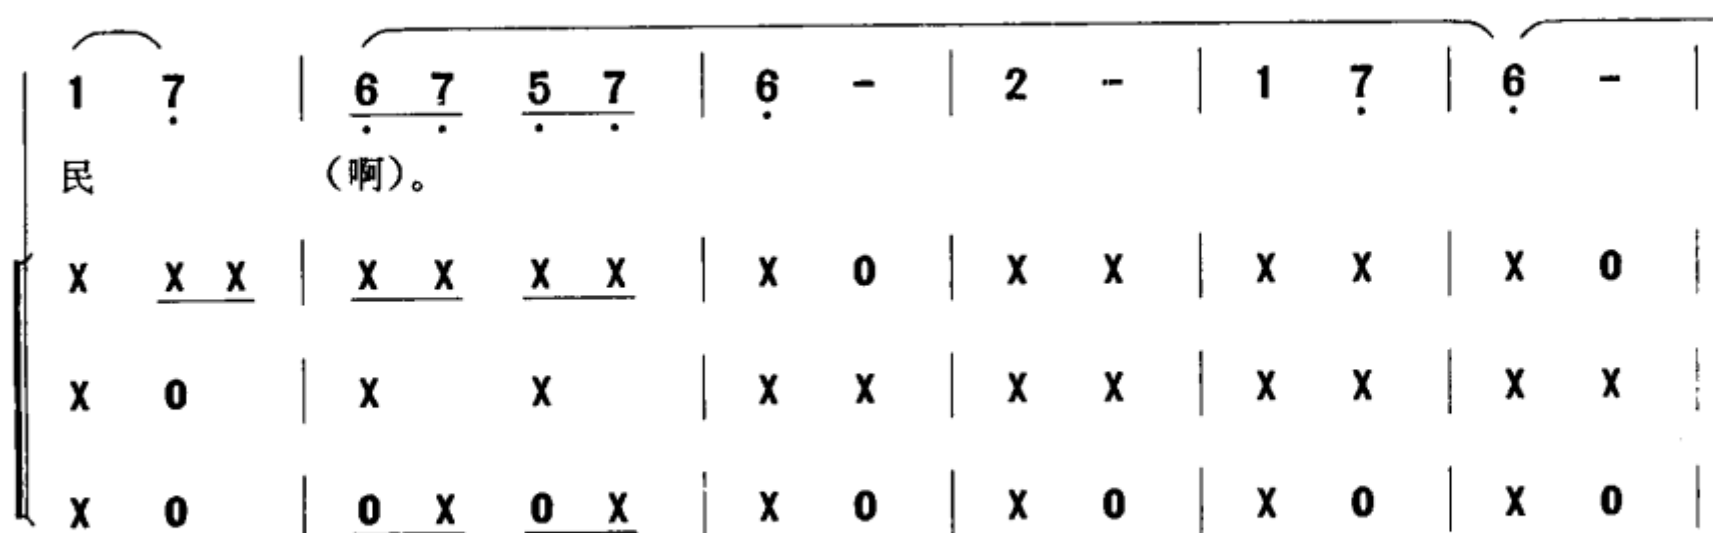 1 7̣ | 6̣ 7̣ 5̣ 7̣ | 6̣ - | 2 - | 1 7̣ | 6̣ - |
民 （啊）。
X X X | X X X X | X 0 | X X | X X | X 0 |
X 0 | X X | X X | X X | X X | X X |
X 0 | 0 X 0 X | X 0 | X 0 | X 0 | X 0 |